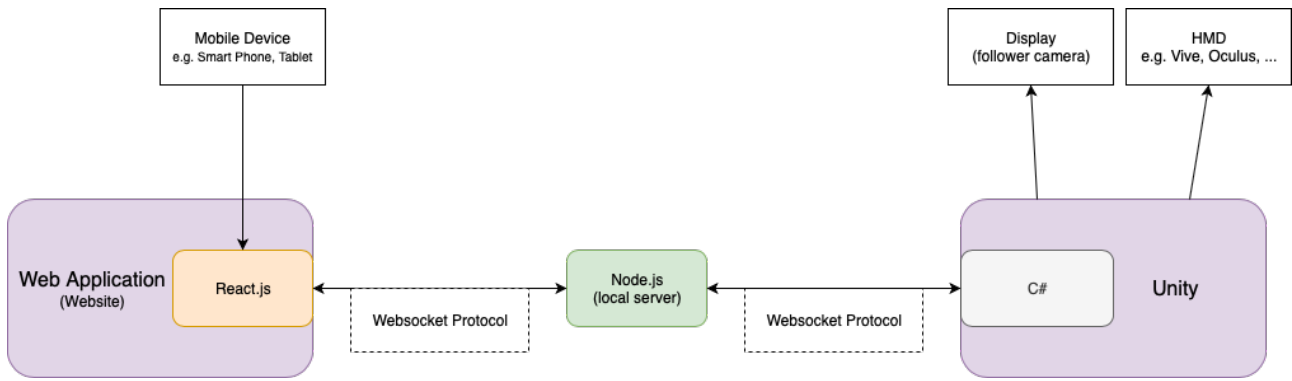 Mobile Device
e.g. Smart Phone, Tablet
Display
(follower camera)
HMD
e.g. Vive, Oculus, ...
Web Application
(Website)
React.js
Websocket Protocol
Node.js
(local server)
Websocket Protocol
C#
Unity